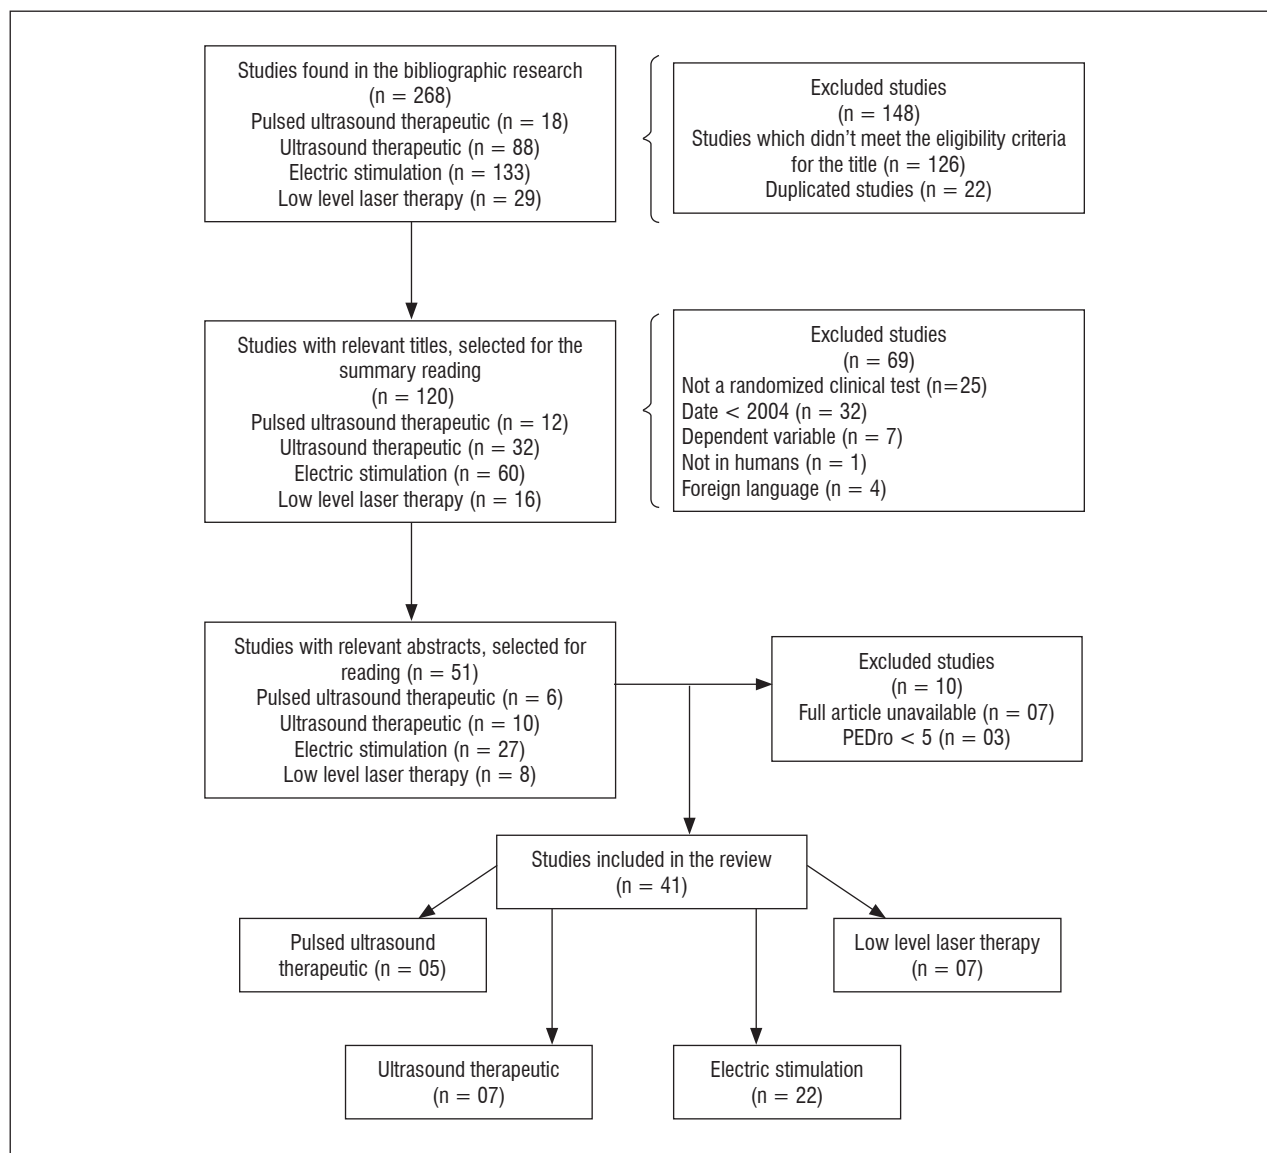 Studies found in the bibliographic research
(n = 268)
Pulsed ultrasound therapeutic (n = 18)
Ultrasound therapeutic (n = 88)
Electric stimulation (n = 133)
Low level laser therapy (n = 29)
Excluded studies
(n = 148)
Studies which didn't meet the eligibility criteria
for the title (n = 126)
Duplicated studies (n = 22)
Studies with relevant titles, selected for the
summary reading
(n = 120)
Pulsed ultrasound therapeutic (n = 12)
Ultrasound therapeutic (n = 32)
Electric stimulation (n = 60)
Low level laser therapy (n = 16)
Excluded studies
(n = 69)
Not a randomized clinical test (n=25)
Date < 2004 (n = 32)
Dependent variable (n = 7)
Not in humans (n = 1)
Foreign language (n = 4)
Studies with relevant abstracts, selected for
reading (n = 51)
Pulsed ultrasound therapeutic (n = 6)
Ultrasound therapeutic (n = 10)
Electric stimulation (n = 27)
Low level laser therapy (n = 8)
Excluded studies
(n = 10)
Full article unavailable (n = 07)
PEDro < 5 (n = 03)
Studies included in the review
(n = 41)
Pulsed ultrasound
therapeutic (n = 05)
Low level laser therapy
(n = 07)
Ultrasound therapeutic
(n = 07)
Electric stimulation
(n = 22)